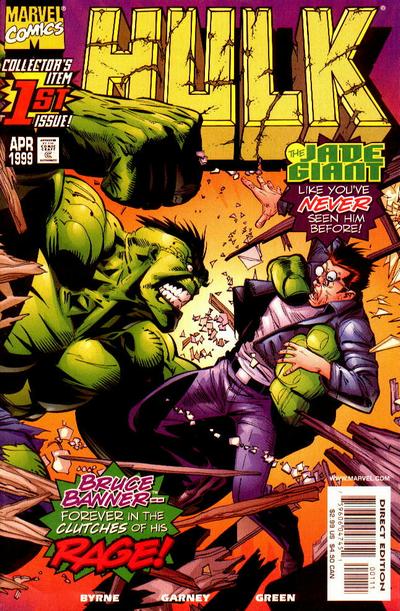 MARVEL
COMICS
HULK
COLLECTOR'S
ITEM
1ST
ISSUE!
APR
1999
THE JADE
GIANT
LIKE YOU'VE
NEVER
SEEN HIM
BEFORE!
BRUCE
BANNER--
FOREVER IN THE
CLUTCHES OF HIS
RAGE!
WWW.MARVEL.COM
DIRECT EDITION
$2.99 US $4.50 CAN
00111
BYRNE GARNEY GREEN